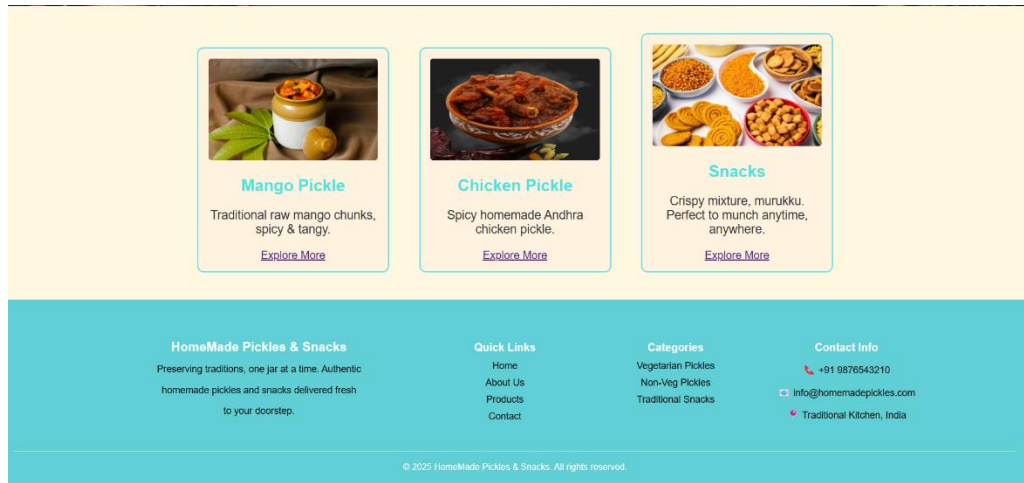 Mango Pickle
Traditional raw mango chunks,
spicy & tangy.
Explore More
Chicken Pickle
Spicy homemade Andhra
chicken pickle.
Explore More
Snacks
Crispy mixture, murukku.
Perfect to munch anytime,
anywhere.
Explore More
HomeMade Pickles & Snacks
Preserving traditions, one jar at a time. Authentic
homemade pickles and snacks delivered fresh
to your doorstep.
Quick Links
Home
About Us
Products
Contact
Categories
Vegetarian Pickles
Non-Veg Pickles
Traditional Snacks
Contact Info
+91 9876543210
info@homemadepickles.com
Traditional Kitchen, India
© 2025 HomeMade Pickles & Snacks. All rights reserved.